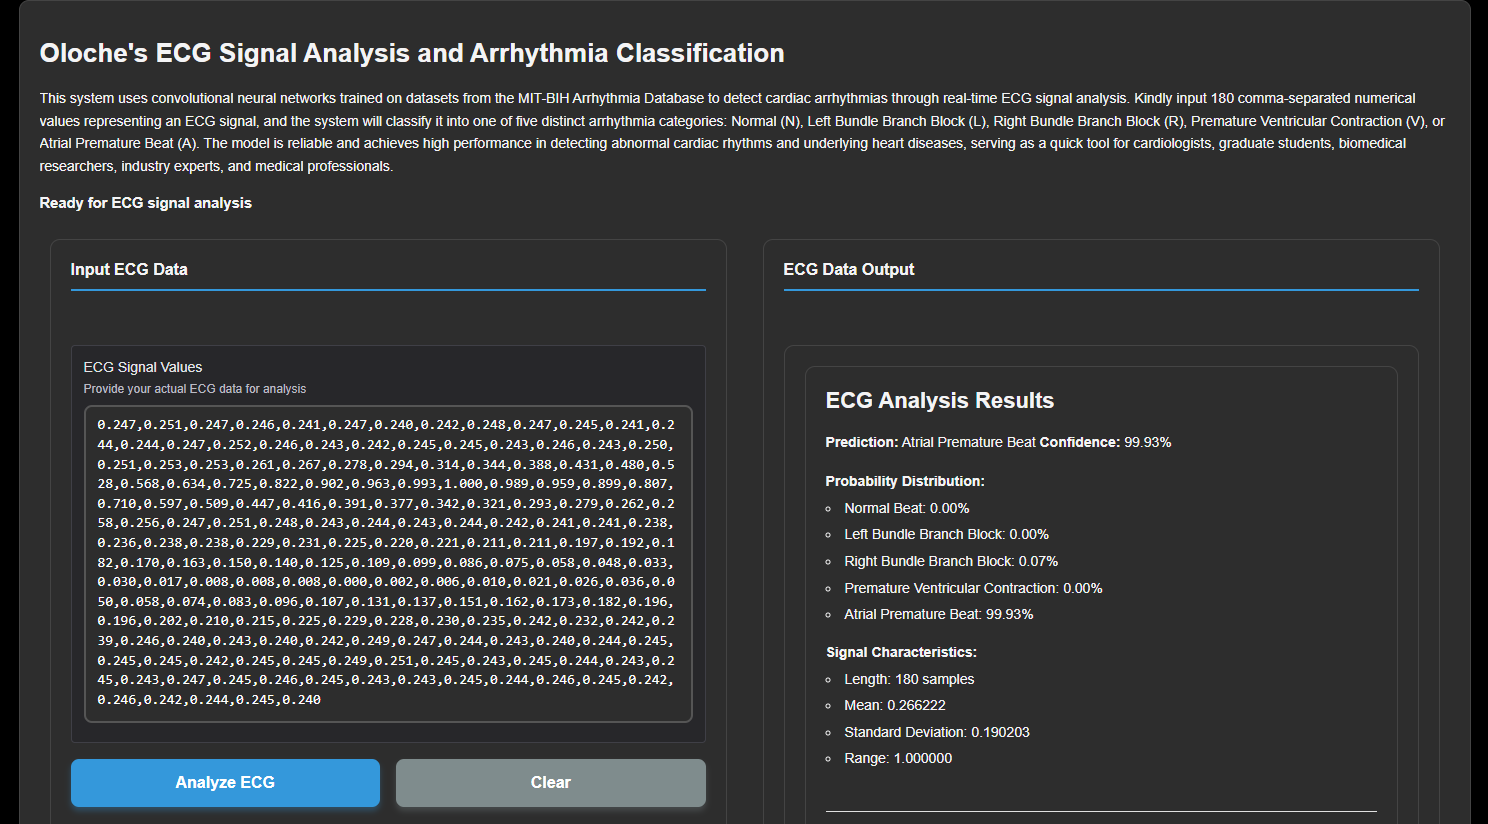 Oloche's ECG Signal Analysis and Arrhythmia Classification
This system uses convolutional neural networks trained on datasets from the MIT-BIH Arrhythmia Database to detect cardiac arrhythmias through real-time ECG signal analysis. Kindly input 180 comma-separated numerical
values representing an ECG signal, and the system will classify it into one of five distinct arrhythmia categories: Normal (N), Left Bundle Branch Block (L), Right Bundle Branch Block (R), Premature Ventricular Contraction (V), or
Atrial Premature Beat (A). The model is reliable and achieves high performance in detecting abnormal cardiac rhythms and underlying heart diseases, serving as a quick tool for cardiologists, graduate students, biomedical
researchers, industry experts, and medical professionals.
Ready for ECG signal analysis
Input ECG Data
ECG Signal Values
Provide your actual ECG data for analysis
0.247,0.251,0.247,0.246,0.241,0.247,0.240,0.242,0.248,0.247,0.245,0.241,0.2
44,0.244,0.247,0.252,0.246,0.243,0.242,0.245,0.245,0.243,0.246,0.243,0.250,
0.251,0.253,0.253,0.261,0.267,0.278,0.294,0.314,0.344,0.388,0.431,0.480,0.5
28,0.568,0.634,0.725,0.822,0.902,0.963,0.993,1.000,0.989,0.959,0.899,0.807,
0.710,0.597,0.509,0.447,0.416,0.391,0.377,0.342,0.321,0.293,0.279,0.262,0.2
58,0.256,0.247,0.251,0.248,0.243,0.244,0.243,0.244,0.242,0.241,0.241,0.238,
0.236,0.238,0.238,0.229,0.231,0.225,0.220,0.221,0.211,0.211,0.197,0.192,0.1
82,0.170,0.163,0.150,0.140,0.125,0.109,0.099,0.086,0.075,0.058,0.048,0.033,
0.030,0.017,0.008,0.008,0.008,0.000,0.002,0.006,0.010,0.021,0.026,0.036,0.0
50,0.058,0.074,0.083,0.096,0.107,0.131,0.137,0.151,0.162,0.173,0.182,0.196,
0.196,0.202,0.210,0.215,0.225,0.229,0.228,0.230,0.235,0.242,0.232,0.242,0.2
39,0.246,0.240,0.243,0.240,0.242,0.249,0.247,0.244,0.243,0.240,0.244,0.245,
0.245,0.245,0.242,0.245,0.245,0.249,0.251,0.245,0.243,0.245,0.244,0.243,0.2
45,0.243,0.247,0.245,0.246,0.245,0.243,0.243,0.245,0.244,0.246,0.245,0.242,
0.246,0.242,0.244,0.245,0.240
Analyze ECG
Clear
ECG Data Output
ECG Analysis Results
Prediction: Atrial Premature Beat Confidence: 99.93%
Probability Distribution:
Normal Beat: 0.00%
Left Bundle Branch Block: 0.00%
Right Bundle Branch Block: 0.07%
Premature Ventricular Contraction: 0.00%
Atrial Premature Beat: 99.93%
Signal Characteristics:
Length: 180 samples
Mean: 0.266222
Standard Deviation: 0.190203
Range: 1.000000